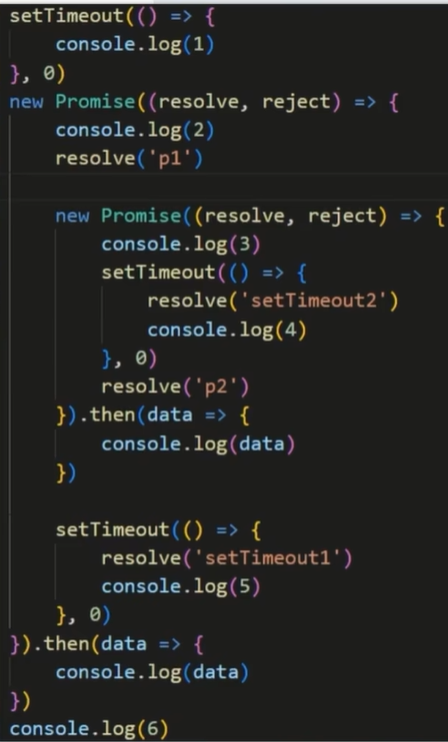 setTimeout(() => {
    console.log(1)
}, 0)
new Promise((resolve, reject) => {
    console.log(2)
    resolve('p1')

    new Promise((resolve, reject) => {
        console.log(3)
        setTimeout(() => {
            resolve('setTimeout2')
            console.log(4)
        }, 0)
        resolve('p2')
    }).then(data => {
        console.log(data)
    })

    setTimeout(() => {
        resolve('setTimeout1')
        console.log(5)
    }, 0)
}).then(data => {
    console.log(data)
})
console.log(6)